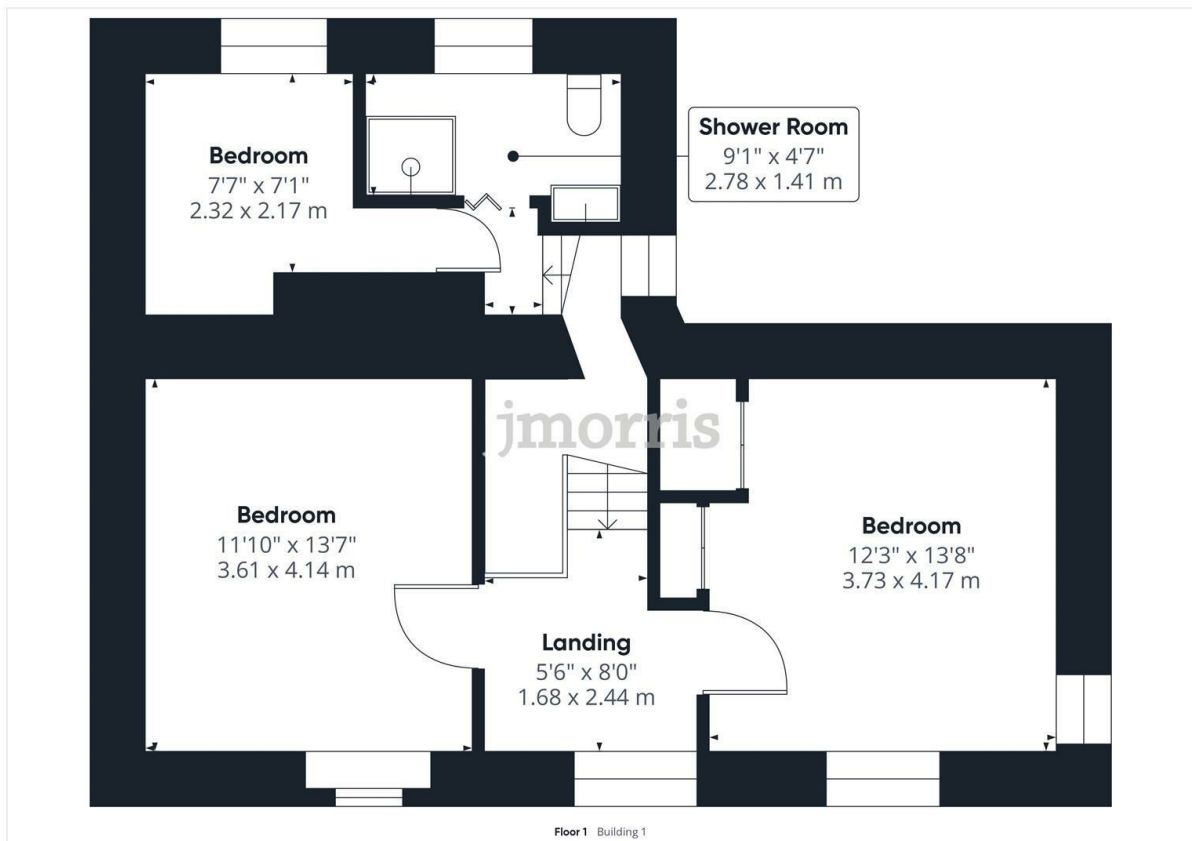 Shower Room
9'1" x 4'7"
2.78 x 1.41 m
Bedroom
7'7" x 7'1"
2.32 x 2.17 m
jmorris
Bedroom
11'10" x 13'7"
3.61 x 4.14 m
Bedroom
12'3" x 13'8"
3.73 x 4.17 m
Landing
5'6" x 8'0"
1.68 x 2.44 m
Floor 1 Building 1